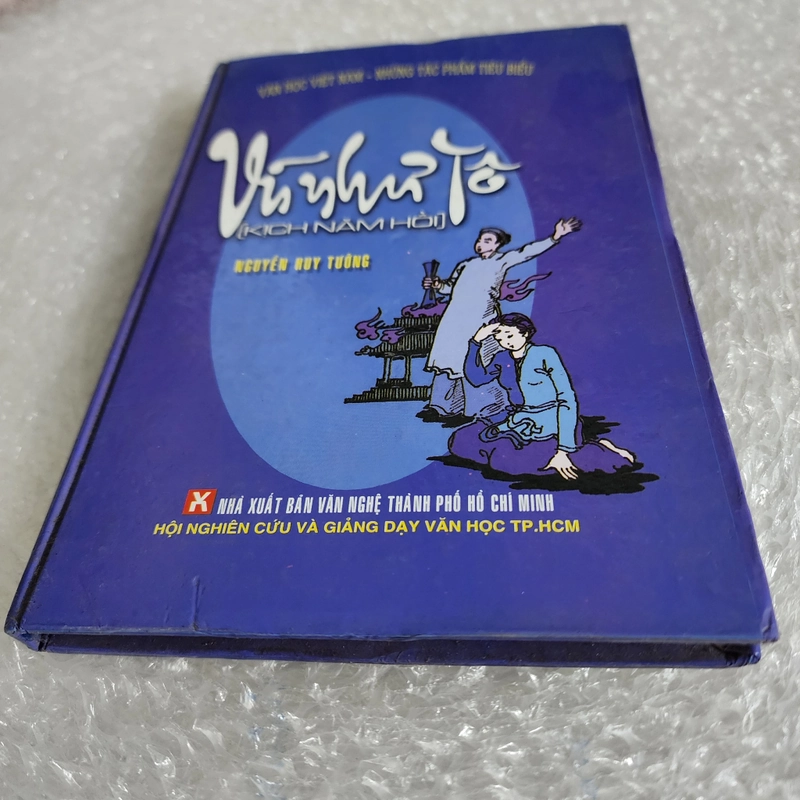 VĂN HỌC VIỆT NAM - NHỮNG TÁC PHẨM TIÊU BIỂU
Vũ Như Tô
(KỊCH NĂM HỒI)
NGUYỄN HUY TƯỞNG
X NHÀ XUẤT BẢN VĂN NGHỆ THÀNH PHỐ HỒ CHÍ MINH
HỘI NGHIÊN CỨU VÀ GIẢNG DẠY VĂN HỌC TP.HCM